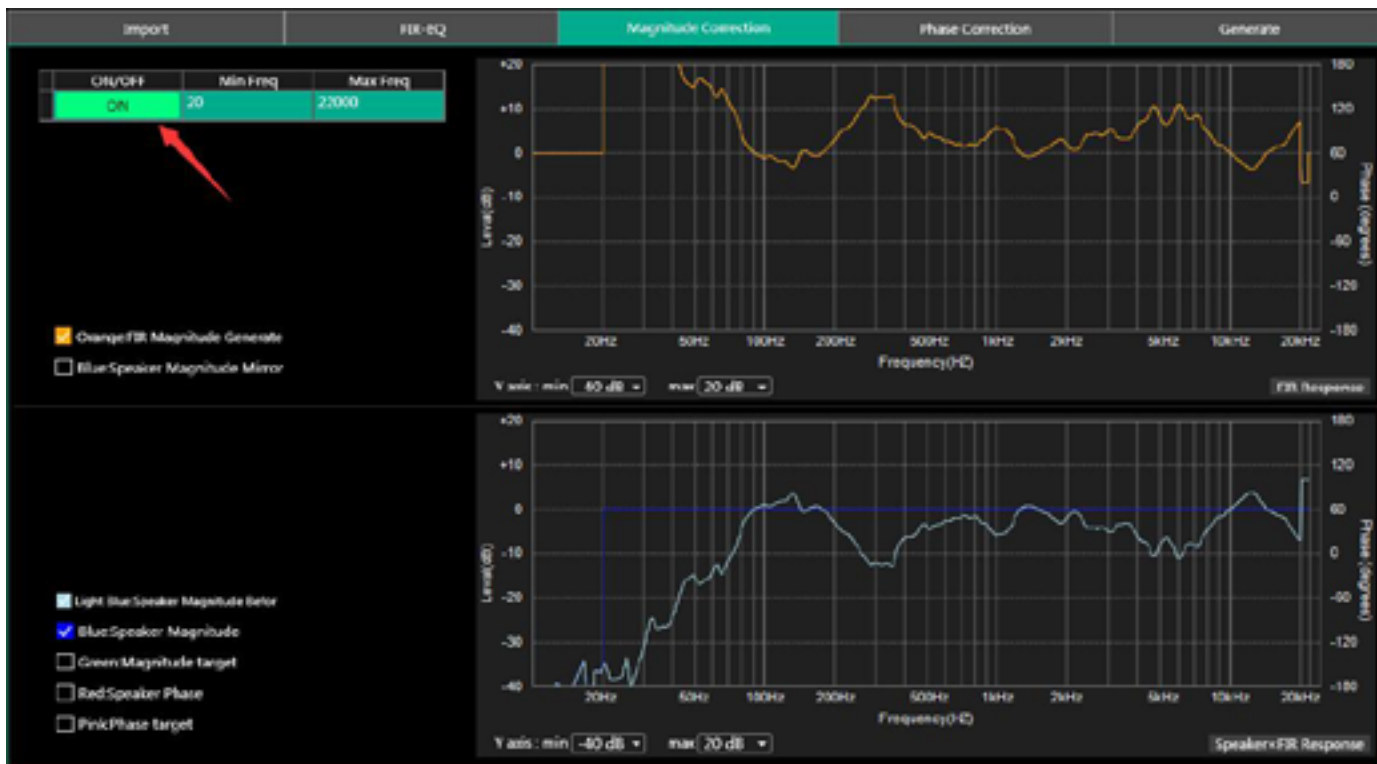 Import FIR-EQ Magnitude Correction Phase Correction Generate
ON/OFF Min Freq Max Freq
ON 20 22000
+20 180
+10 120
0 60
-10 0
-20 -60
-30 -120
-40 -180
Level(dB)
Phase (degrees)
20Hz 50Hz 100Hz 200Hz 500Hz 1kHz 2kHz 5kHz 10kHz 20kHz
Frequency(HZ)
Orange:FIR Magnitude Generate
Blue:Speaker Magnitude Mirror
Y axis : min -40 dB max 20 dB FIR Response
+20 180
+10 120
0 60
-10 0
-20 -60
-30 -120
-40 -180
Level(dB)
Phase (degrees)
20Hz 50Hz 100Hz 200Hz 500Hz 1kHz 2kHz 5kHz 10kHz 20kHz
Frequency(HZ)
Light Blue:Speaker Magnitude Befor
Blue:Speaker Magnitude
Green:Magnitude target
Red:Speaker Phase
Pink:Phase target
Y axis : min -40 dB max 20 dB Speaker+FIR Response